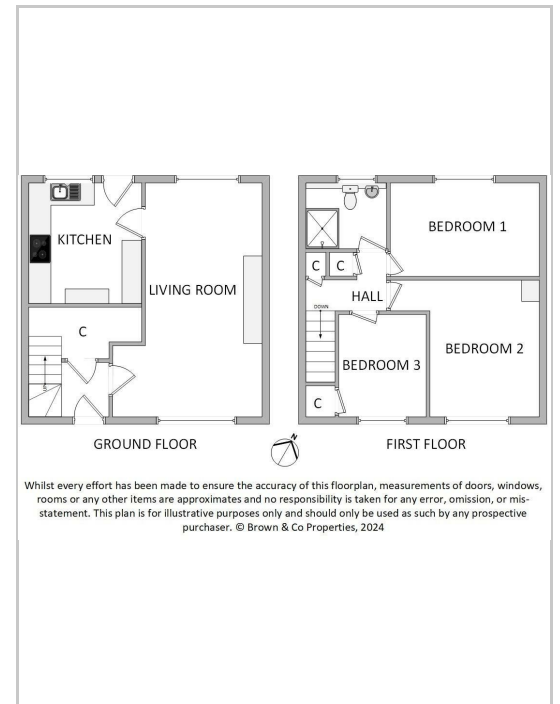 KITCHEN
LIVING ROOM
C
UP
BEDROOM 1
C
C
HALL
DOWN
BEDROOM 2
BEDROOM 3
C
GROUND FLOOR
N
FIRST FLOOR
Whilst every effort has been made to ensure the accuracy of this floorplan, measurements of doors, windows,
rooms or any other items are approximates and no responsibility is taken for any error, omission, or mis-
statement. This plan is for illustrative purposes only and should only be used as such by any prospective
purchaser. © Brown & Co Properties, 2024